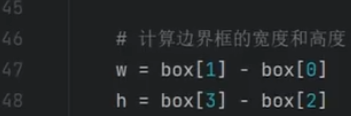 45
46 # 计算边界框的宽度和高度
47 w = box[1] - box[0]
48 h = box[3] - box[2]